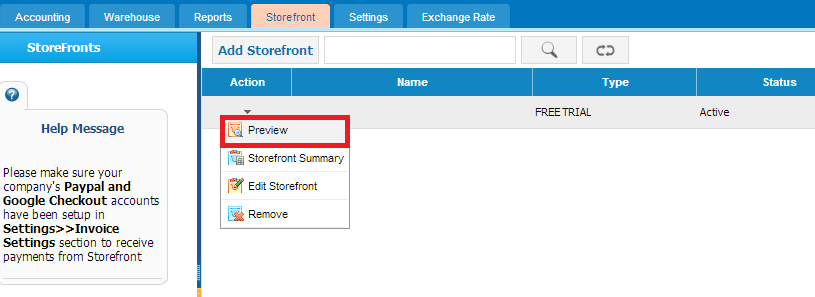 Accounting
Warehouse
Reports
Storefront
Settings
Exchange Rate
StoreFronts
?
Help Message
Please make sure your
company's Paypal and
Google Checkout accounts
have been setup in
Settings>>Invoice
Settings section to receive
payments from Storefront
Add Storefront
Action
Name
Type
Status
FREE TRIAL
Active
Preview
Storefront Summary
Edit Storefront
Remove